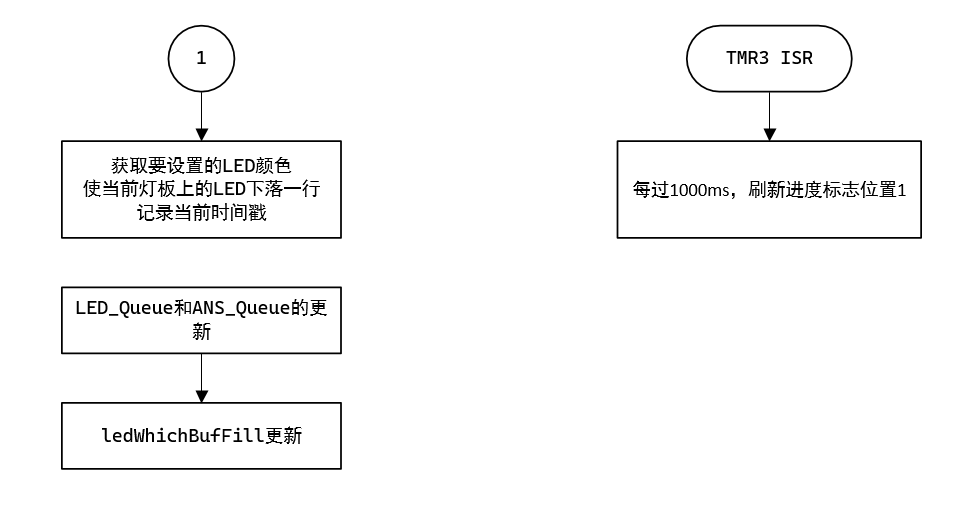 1
获取要设置的LED颜色
使当前灯板上的LED下落一行
记录当前时间戳
LED_Queue和ANS_Queue的更
新
ledWhichBufFill更新
TMR3 ISR
每过1000ms，刷新进度标志位置1